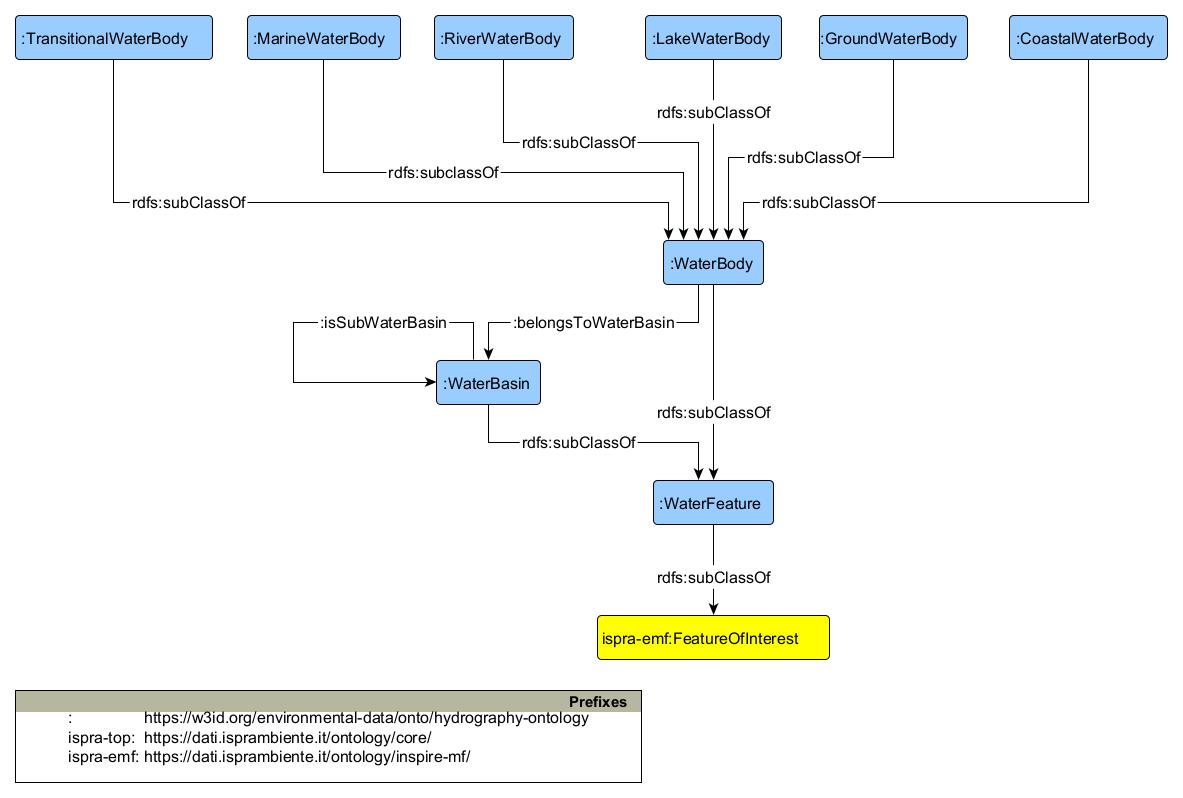 :TransitionalWaterBody
:MarineWaterBody
:RiverWaterBody
:LakeWaterBody
:GroundWaterBody
:CoastalWaterBody
rdfs:subClassOf
rdfs:subClassOf
rdfs:subClassOf
rdfs:subclassOf
rdfs:subClassOf
rdfs:subClassOf
:WaterBody
:isSubWaterBasin
:belongsToWaterBasin
:WaterBasin
rdfs:subClassOf
rdfs:subClassOf
:WaterFeature
rdfs:subClassOf
ispra-emf:FeatureOfInterest
Prefixes
: https://w3id.org/environmental-data/onto/hydrography-ontology
ispra-top: https://dati.isprambiente.it/ontology/core/
ispra-emf: https://dati.isprambiente.it/ontology/inspire-mf/